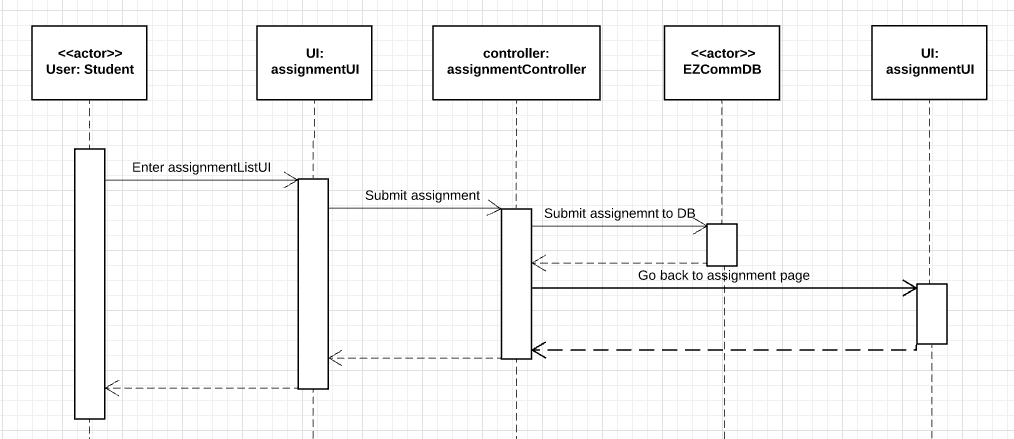 <<actor>>
User: Student
UI:
assignmentUI
controller:
assignmentController
<<actor>>
EZCommDB
UI:
assignmentUI
Enter assignmentListUI
Submit assignment
Submit assignemnt to DB
Go back to assignment page